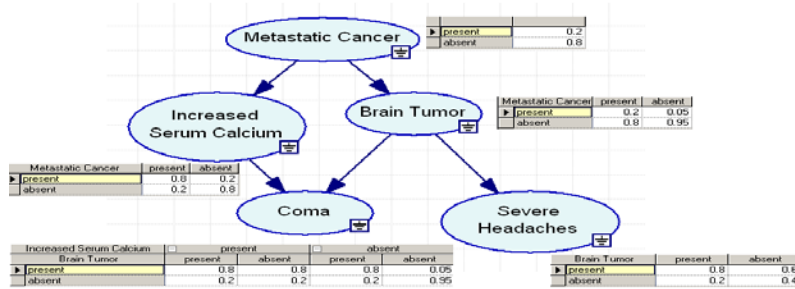 Metastatic Cancer
present 0.2
absent 0.8
Increased
Serum Calcium
Brain Tumor
Metastatic Cancer present absent
present 0.2 0.05
absent 0.8 0.95
Metastatic Cancer present absent
present 0.8 0.2
absent 0.2 0.8
Coma
Severe
Headaches
Increased Serum Calcium present absent
Brain Tumor present absent present absent
present 0.8 0.8 0.8 0.05
absent 0.2 0.2 0.2 0.95
Brain Tumor present absent
present 0.8 0.6
absent 0.2 0.4